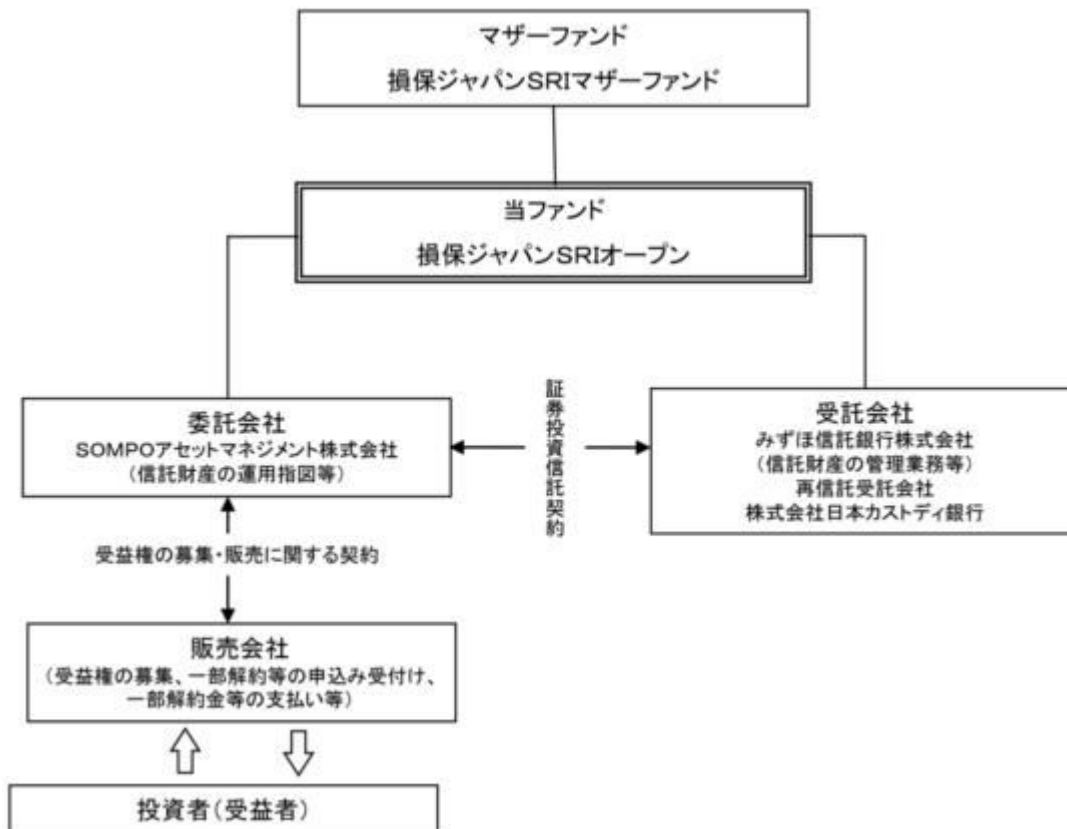 マザーファンド
損保ジャパンSRIマザーファンド
当ファンド
損保ジャパンSRIオープン
委託会社
SOMPOアセットマネジメント株式会社
(信託財産の運用指図等)
証券投資信託契約
受託会社
みずほ信託銀行株式会社
(信託財産の管理業務等)
再信託受託会社
株式会社日本カストディ銀行
受益権の募集・販売に関する契約
販売会社
(受益権の募集、一部解約等の申込み受付け、
一部解約金等の支払い等)
投資者(受益者)